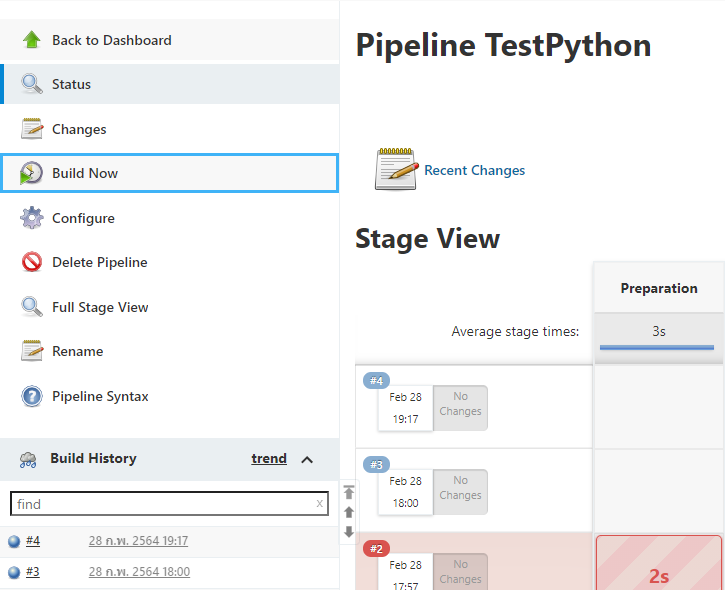 Back to Dashboard
Status
Changes
Build Now
Configure
Delete Pipeline
Full Stage View
Rename
Pipeline Syntax
Build History trend
find x
#4 28 ก.พ. 2564 19:17
#3 28 ก.พ. 2564 18:00
Pipeline TestPython
Recent Changes
Stage View
Preparation
Average stage times: 3s
#4
Feb 28
19:17
No
Changes
#3
Feb 28
18:00
No
Changes
#2
Feb 28
17:57
No
Changes
2s